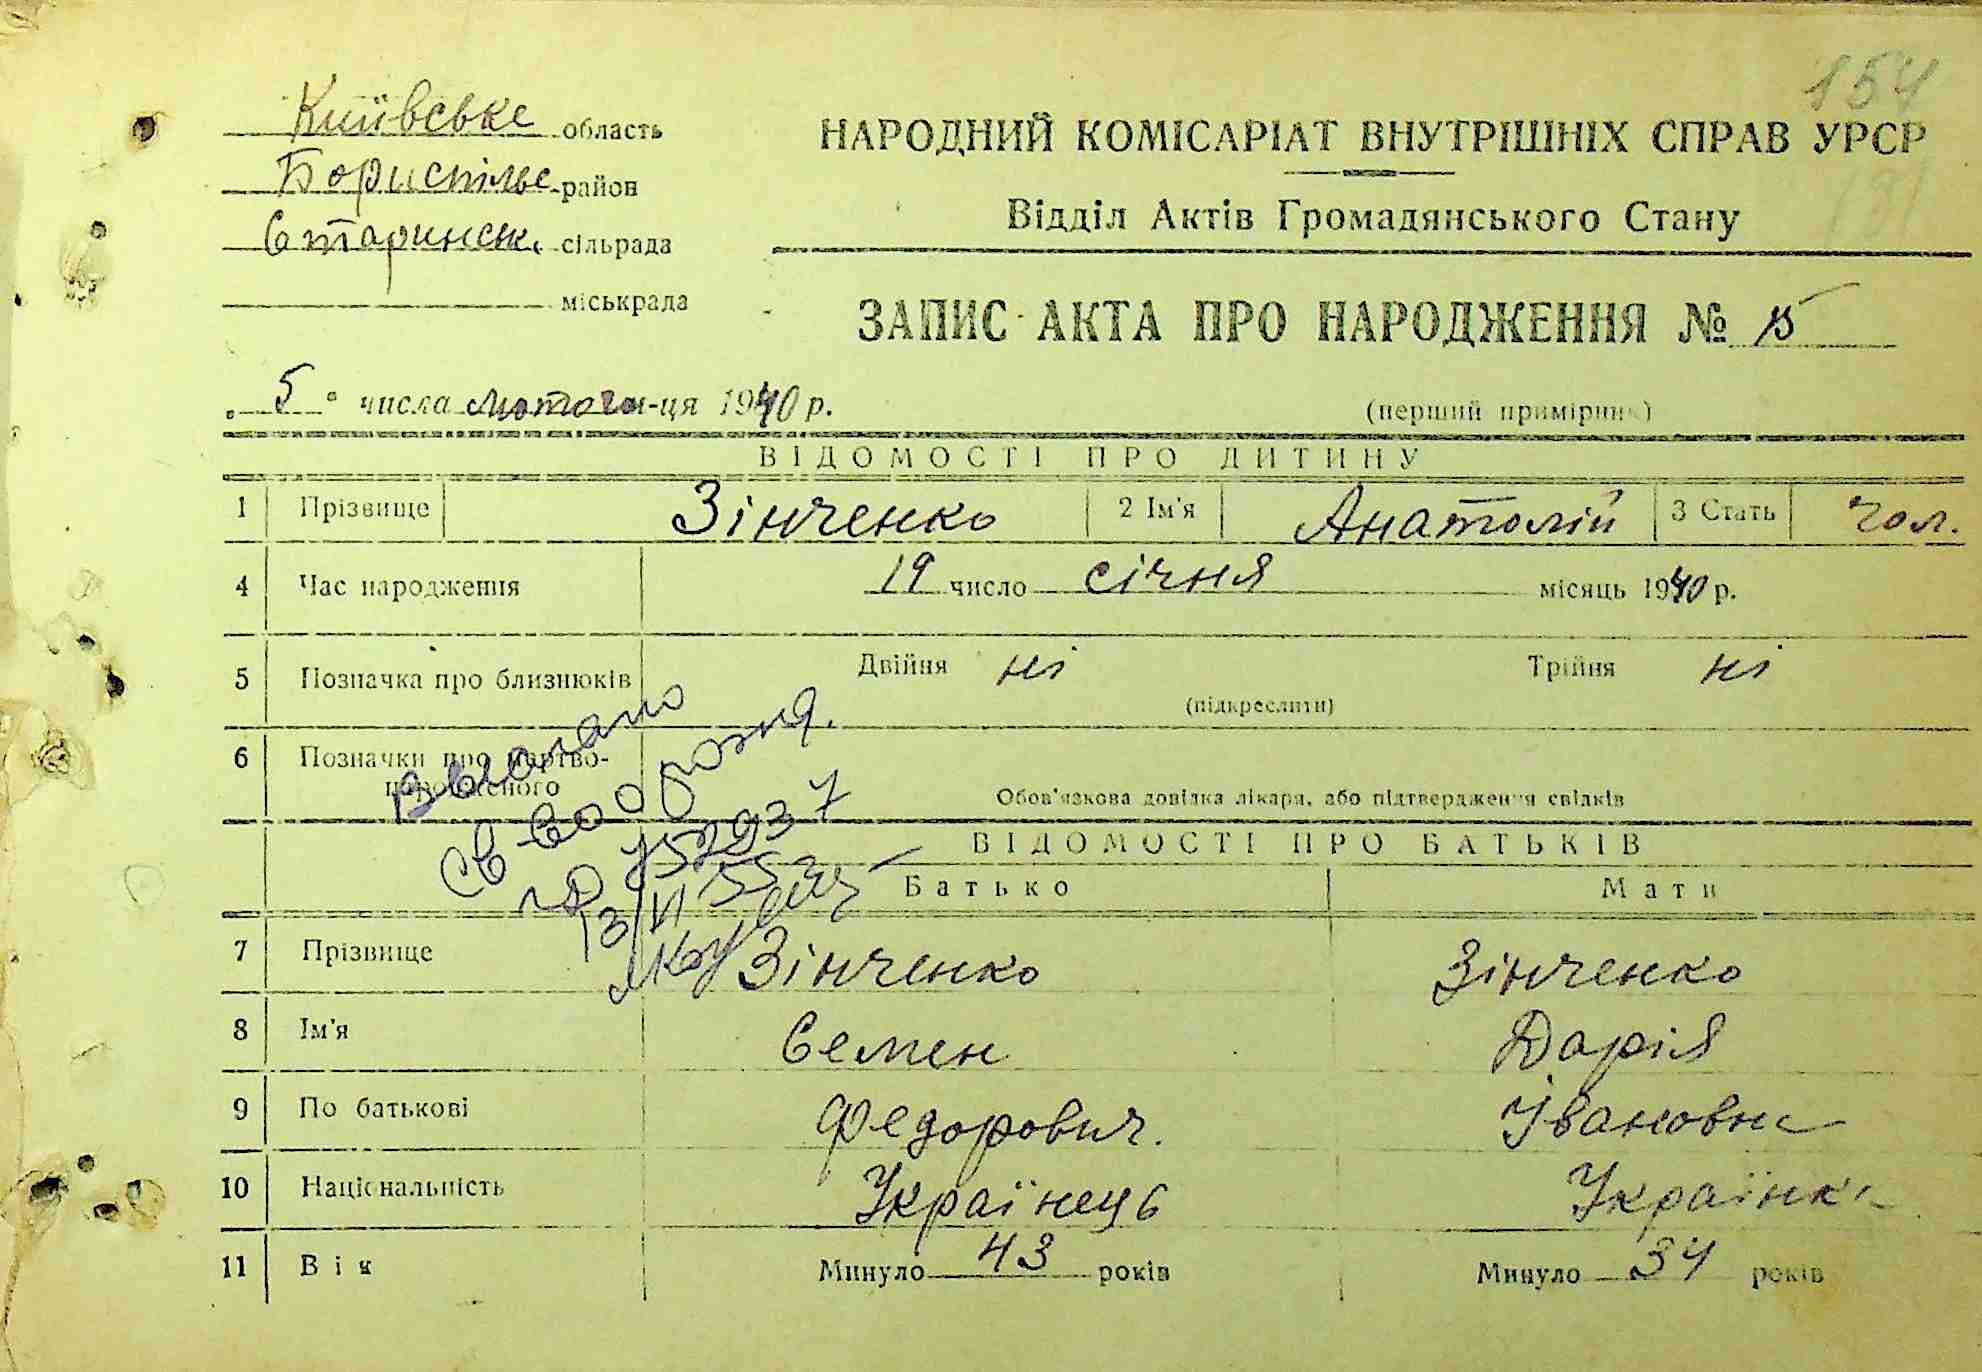 154
Київське область
Бориспільс район
Старинськ. сільрада
міськрада
НАРОДНИЙ КОМІСАРІАТ ВНУТРІШНІХ СПРАВ УРСР
Відділ Актів Громадянського Стану
ЗАПИС АКТА ПРО НАРОДЖЕННЯ № 15
„5" числа лютого м-ця 1940 р.
(перший примірник)
ВІДОМОСТІ ПРО ДИТИНУ
1 Прізвище Зінченко 2 Ім'я Анатолій 3 Стать чол.
4 Час народження 19 число січня місяць 1940 р.
5 Позначка про близнюків Двійня ні Трійня ні
(підкреслити)
6 Позначки про мертво-
народженого Обов'язкова довідка лікаря, або підтвердження свідків
Выдано
св-во о рожд.
13/VI 55
ВІДОМОСТІ ПРО БАТЬКІВ
Батько Мати
7 Прізвище Зінченко Зінченко
8 Ім'я Семен Дарія
9 По батькові Федорович. Івановна
10 Національність Українець Українк
11 Вік Минуло 43 років Минуло 34 років